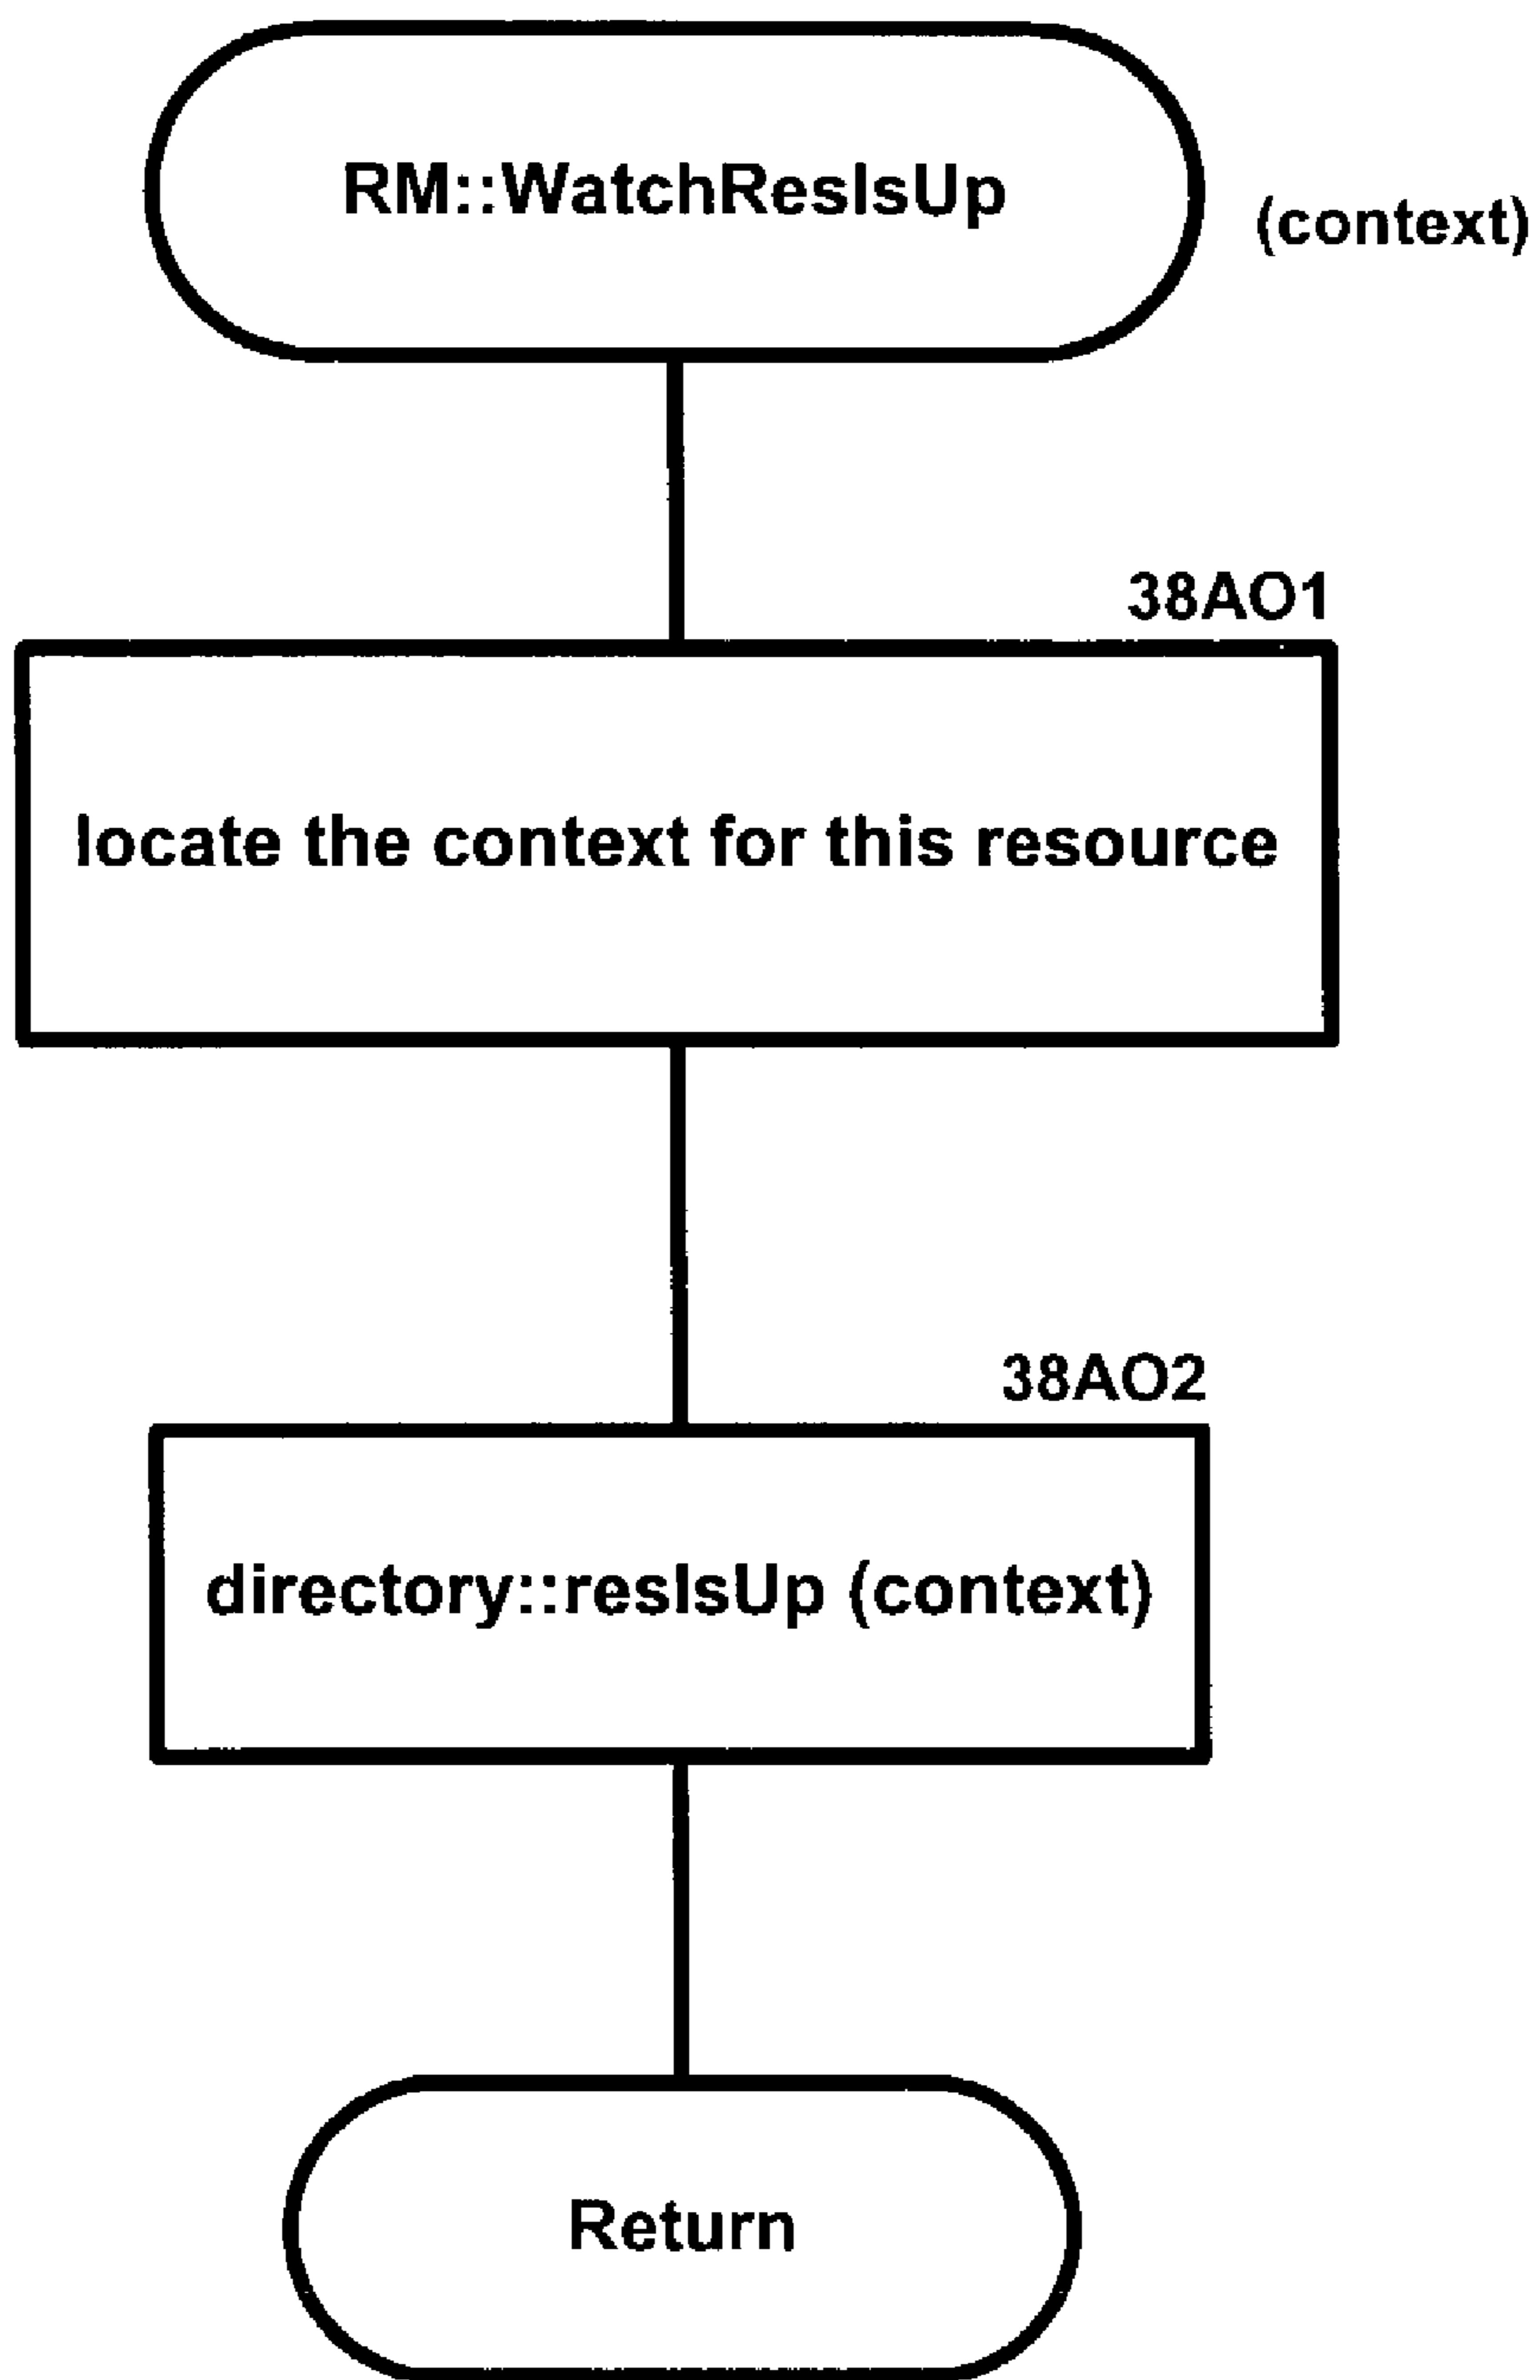 RM::WatchResIsUp
(context)
38AO1
locate the context for this resource
38AO2
directory::resIsUp (context)
Return